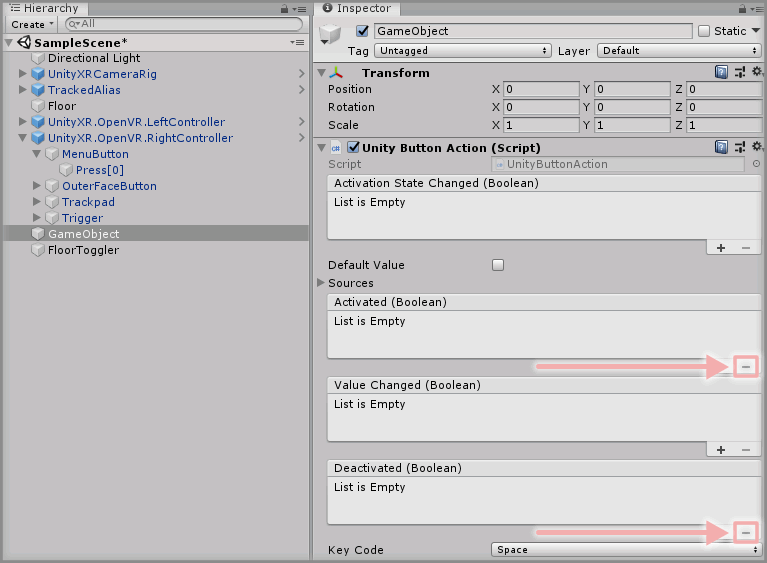 Hierarchy
Create
All
SampleScene*
Directional Light
UnityXRCameraRig
TrackedAlias
Floor
UnityXR.OpenVR.LeftController
UnityXR.OpenVR.RightController
MenuButton
Press[0]
OuterFaceButton
Trackpad
Trigger
GameObject
FloorToggler
Inspector
GameObject Static
Tag Untagged Layer Default
Transform
Position X 0 Y 0 Z 0
Rotation X 0 Y 0 Z 0
Scale X 1 Y 1 Z 1
Unity Button Action (Script)
Script UnityButtonAction
Activation State Changed (Boolean)
List is Empty
+ −
Default Value
Sources
Activated (Boolean)
List is Empty
−
Value Changed (Boolean)
List is Empty
+ −
Deactivated (Boolean)
List is Empty
−
Key Code Space